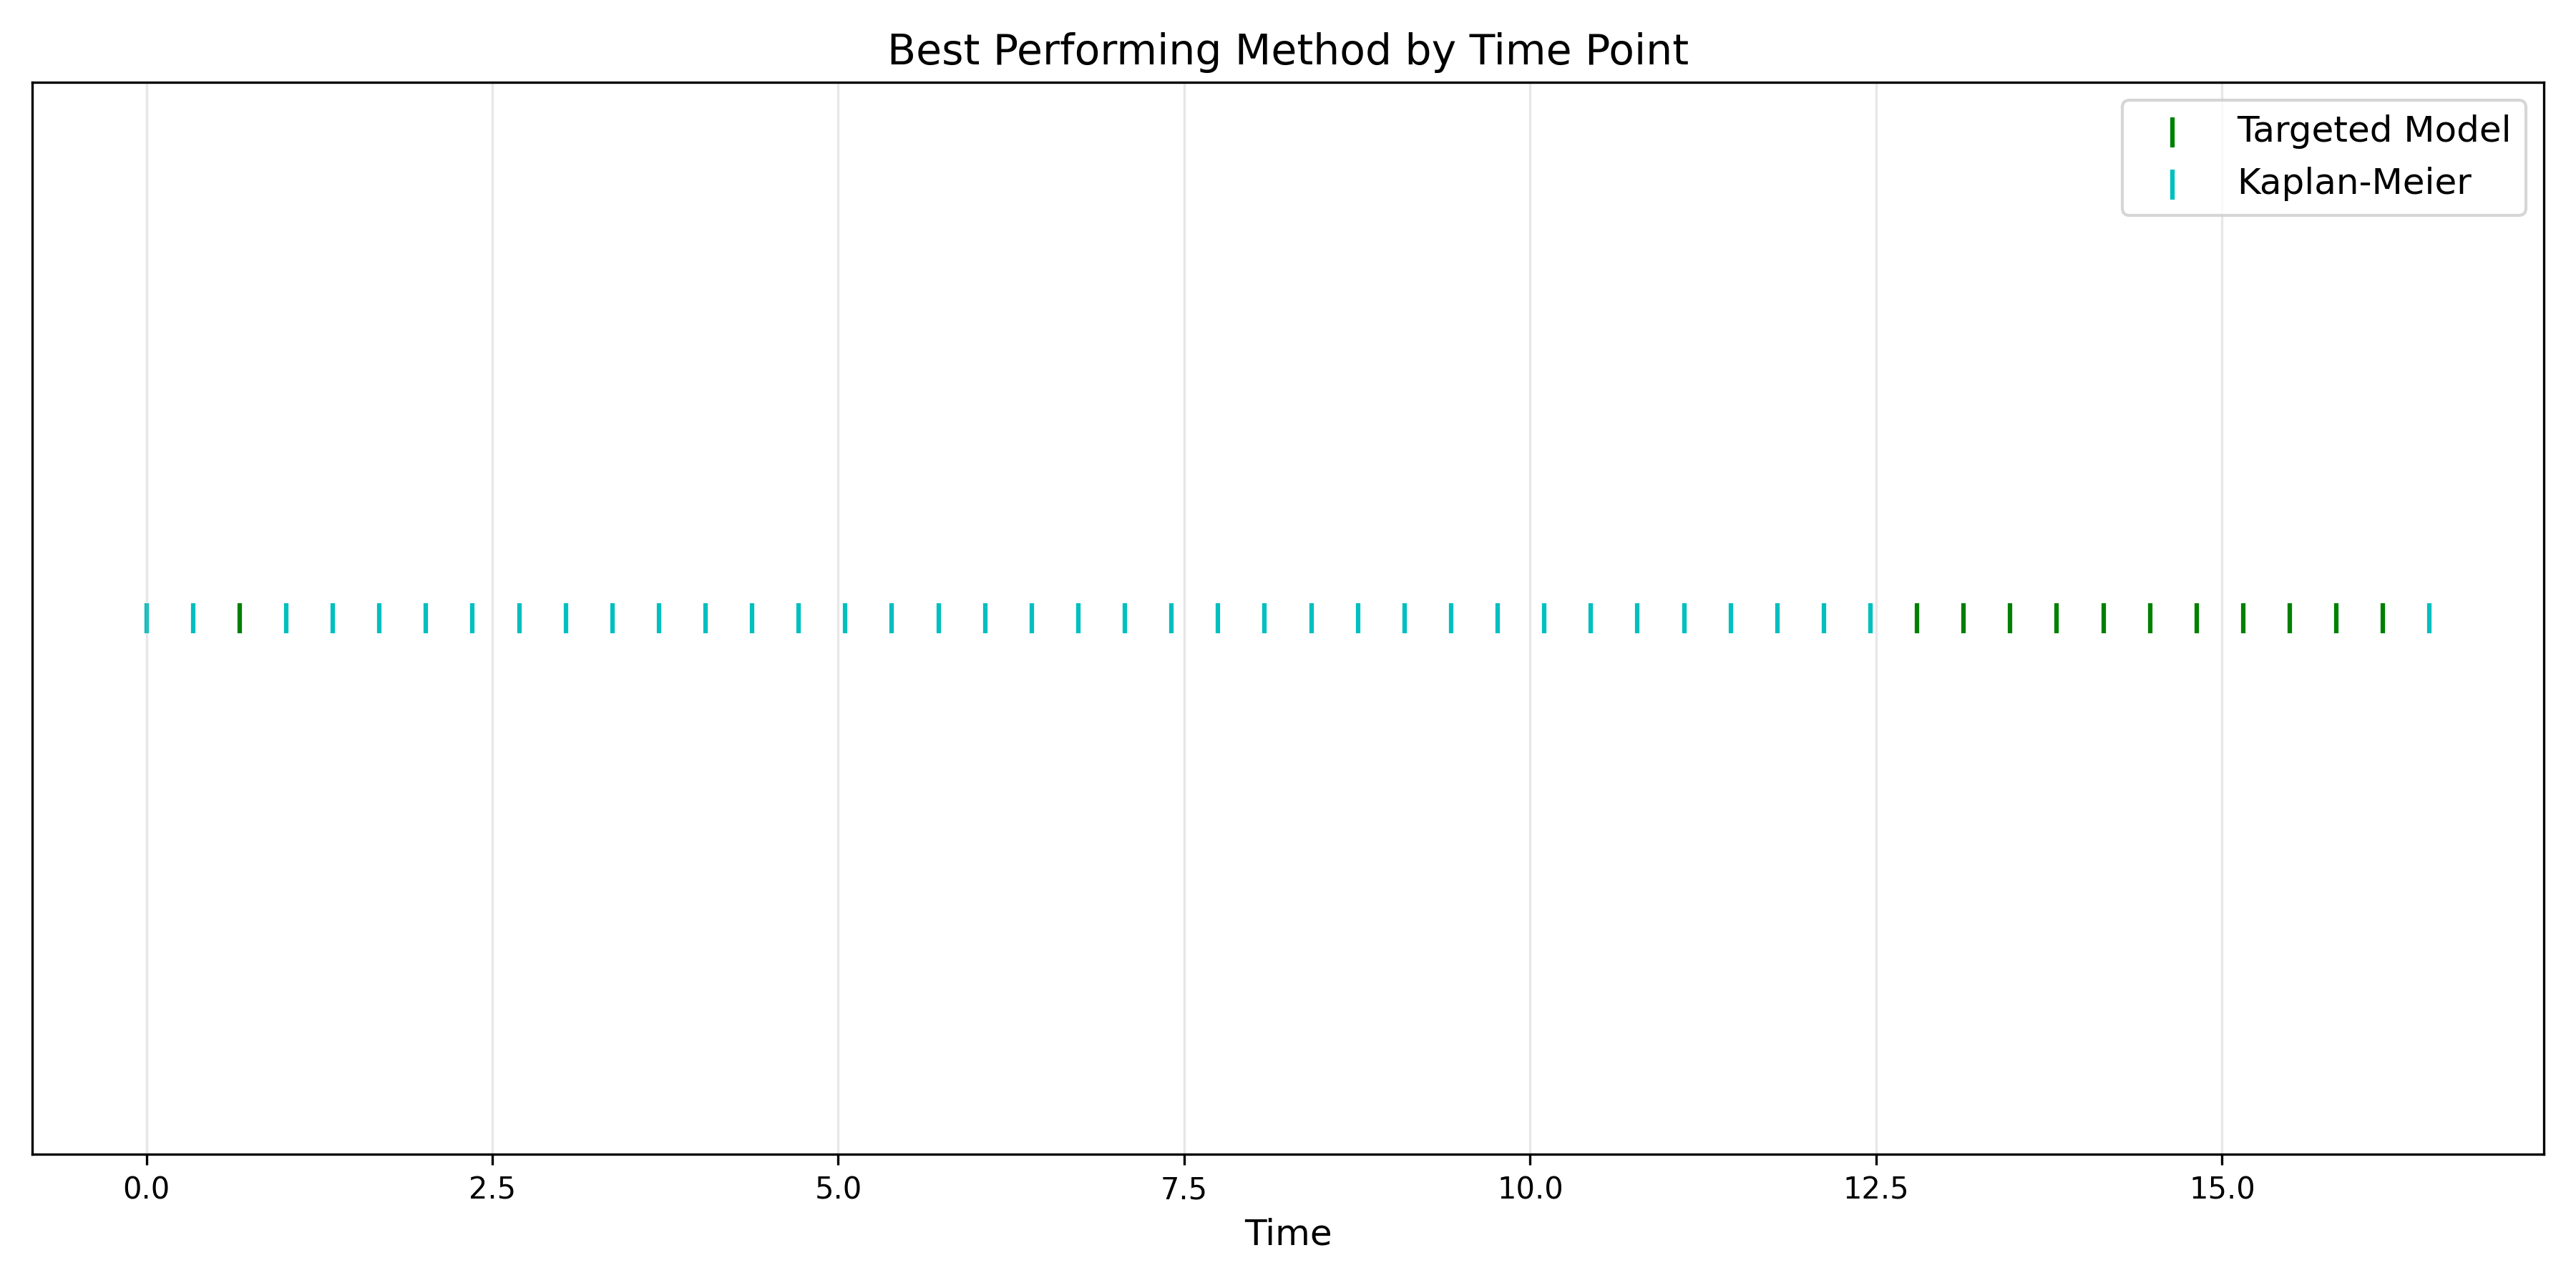 Best Performing Method by Time Point
Targeted Model
Kaplan-Meier
0.0 2.5 5.0 7.5 10.0 12.5 15.0
Time